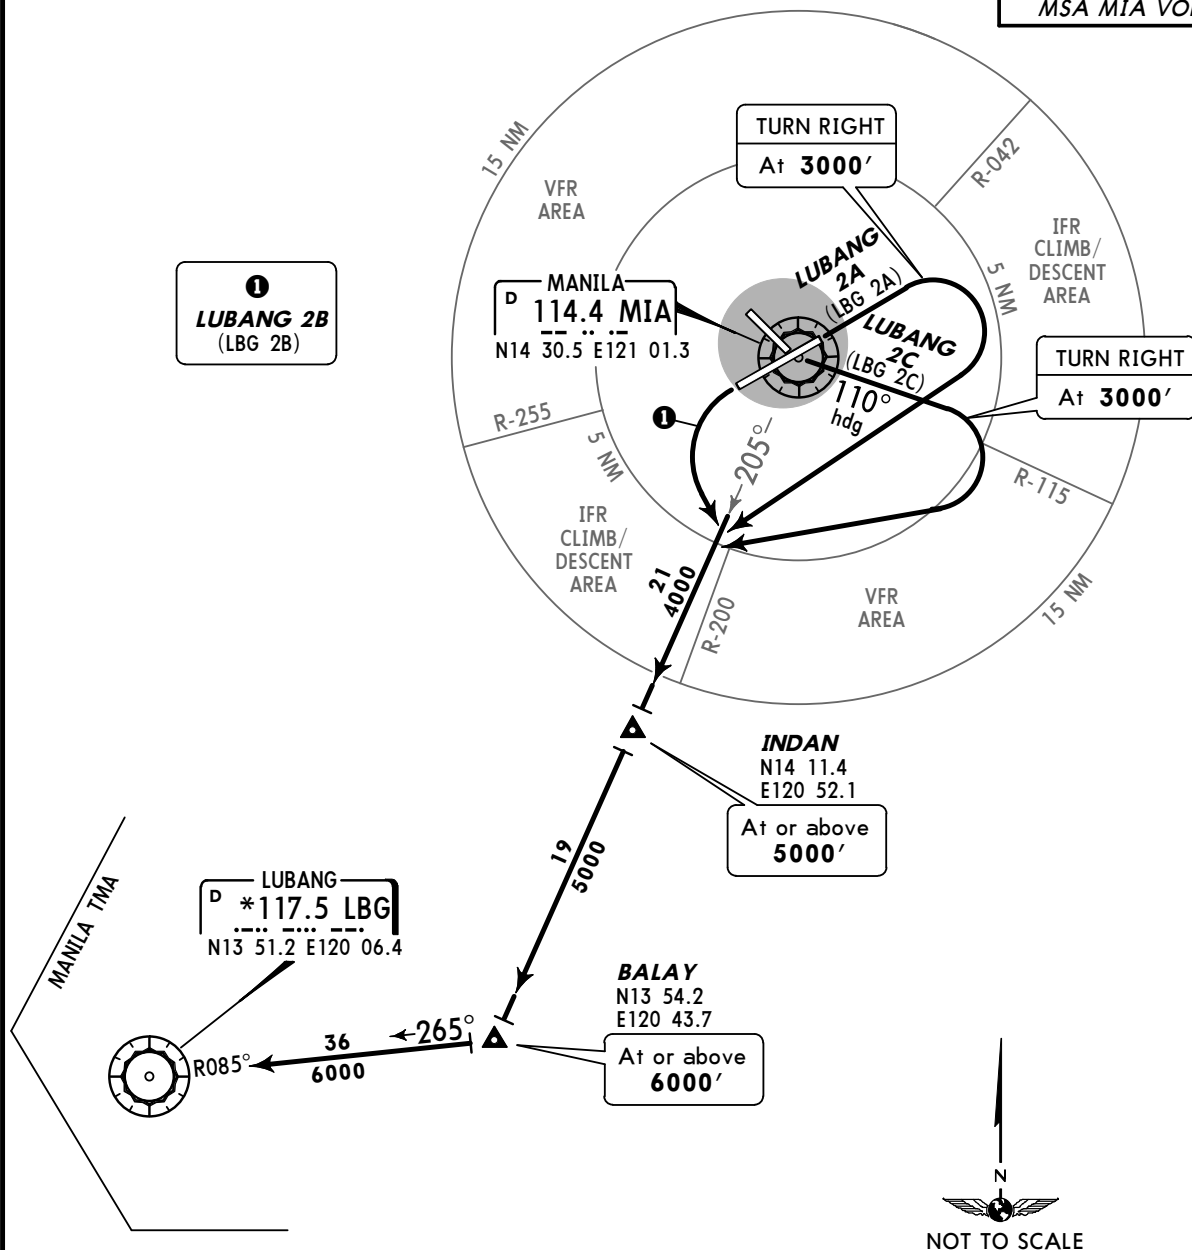 MSA MIA VO
15 NM
TURN RIGHT
At 3000'
R-042
VFR
AREA
IFR
CLIMB/
DESCENT
AREA
5 NM
LUBANG
2A
(LBG 2A)
1
LUBANG 2B
(LBG 2B)
MANILA
D 114.4 MIA
N14 30.5 E121 01.3
LUBANG
2C
(LBG 2C)
110°
hdg
TURN RIGHT
At 3000'
R-255
1
205°
5 NM
R-115
IFR
CLIMB/
DESCENT
AREA
21
4000
R-200
VFR
AREA
15 NM
INDAN
N14 11.4
E120 52.1
At or above
5000'
19
5000
MANILA TMA
LUBANG
D *117.5 LBG
N13 51.2 E120 06.4
BALAY
N13 54.2
E120 43.7
At or above
6000'
265°
R085°
36
6000
N
NOT TO SCALE